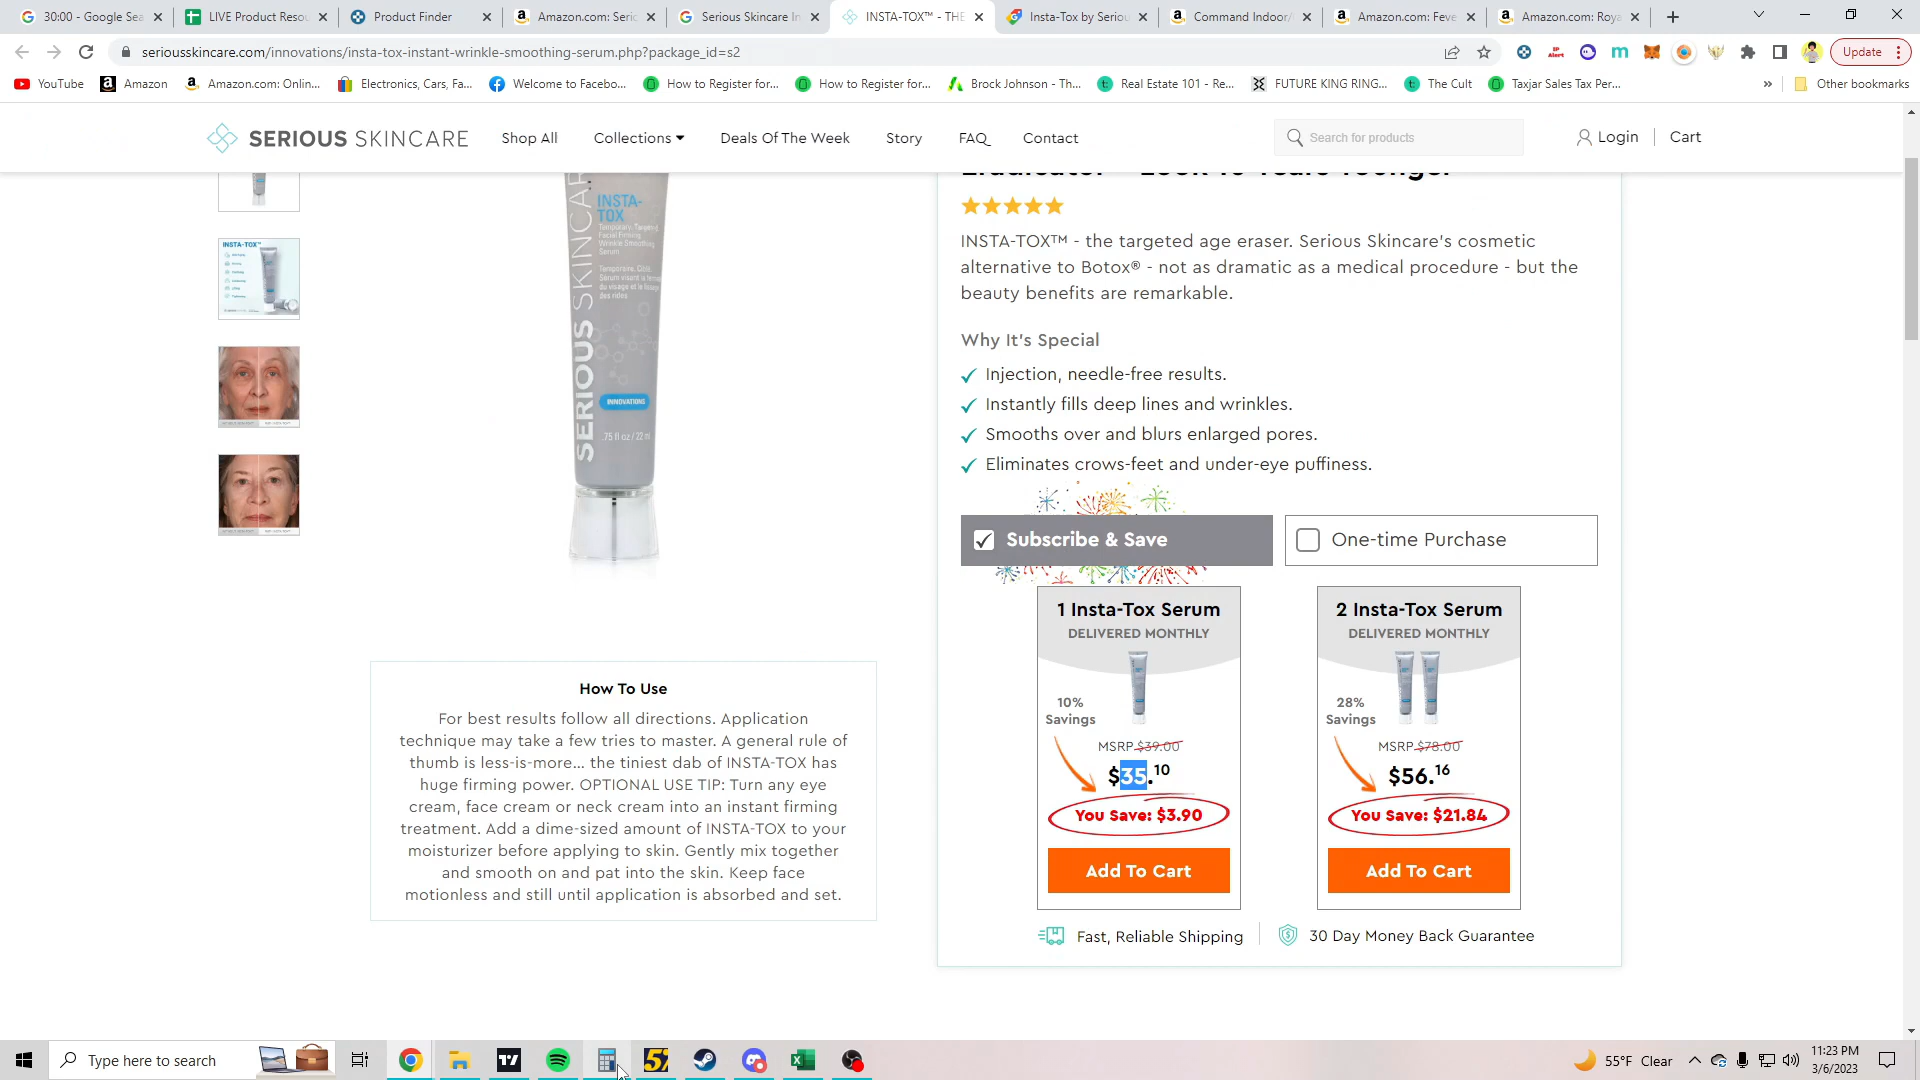 30:00 - Google Sea
LIVE Product Resou
Product Finder
Amazon.com: Serio
Serious Skincare In
INSTA-TOX™ - THE
Insta-Tox by Seriou
Command Indoor/
Amazon.com: Feve
Amazon.com: Roya
seriousskincare.com/innovations/insta-tox-instant-wrinkle-smoothing-serum.php?package_id=s2
Update
YouTube
Amazon
Amazon.com: Onlin...
Electronics, Cars, Fa...
Welcome to Facebo...
How to Register for...
How to Register for...
Brock Johnson - Th...
Real Estate 101 - Re...
FUTURE KING RING...
The Cult
Taxjar Sales Tax Per...
»
Other bookmarks
SERIOUS SKINCARE
Shop All
Collections
Deals Of The Week
Story
FAQ
Contact
Search for products
Login
Cart
INSTA-TOX™
SERIOUS SKINCARE
INSTA-
TOX
Temporary, Targeted
Facial Firming
Wrinkle Smoothing
Serum
INNOVATIONS
.75 fl oz / 22 ml
Eradicator - Look 10 Years Younger
INSTA-TOX™ - the targeted age eraser. Serious Skincare's cosmetic
alternative to Botox® - not as dramatic as a medical procedure - but the
beauty benefits are remarkable.
Why It's Special
Injection, needle-free results.
Instantly fills deep lines and wrinkles.
Smooths over and blurs enlarged pores.
Eliminates crows-feet and under-eye puffiness.
Subscribe & Save
One-time Purchase
1 Insta-Tox Serum
DELIVERED MONTHLY
10%
Savings
MSRP $39.00
$35.10
You Save: $3.90
Add To Cart
2 Insta-Tox Serum
DELIVERED MONTHLY
28%
Savings
MSRP $78.00
$56.16
You Save: $21.84
Add To Cart
Fast, Reliable Shipping
30 Day Money Back Guarantee
How To Use
For best results follow all directions. Application
technique may take a few tries to master. A general rule of
thumb is less-is-more... the tiniest dab of INSTA-TOX has
huge firming power. OPTIONAL USE TIP: Turn any eye
cream, face cream or neck cream into an instant firming
treatment. Add a dime-sized amount of INSTA-TOX to your
moisturizer before applying to skin. Gently mix together
and smooth on and pat into the skin. Keep face
motionless and still until application is absorbed and set.
Type here to search
55°F Clear
11:23 PM
3/6/2023